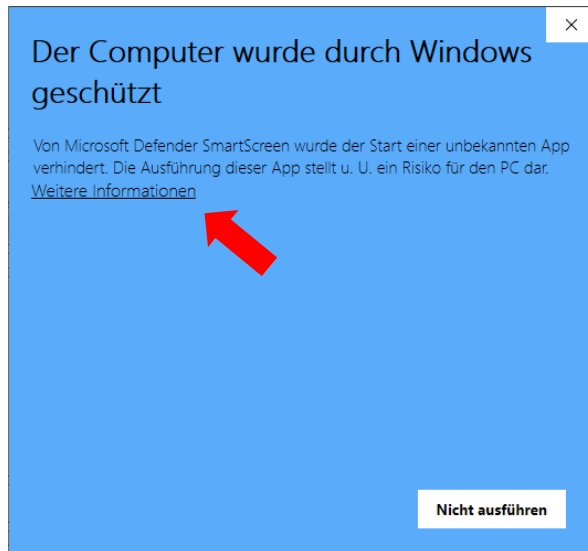 Der Computer wurde durch Windows
geschützt
Von Microsoft Defender SmartScreen wurde der Start einer unbekannten App
verhindert. Die Ausführung dieser App stellt u. U. ein Risiko für den PC dar.
Weitere Informationen
Nicht ausführen